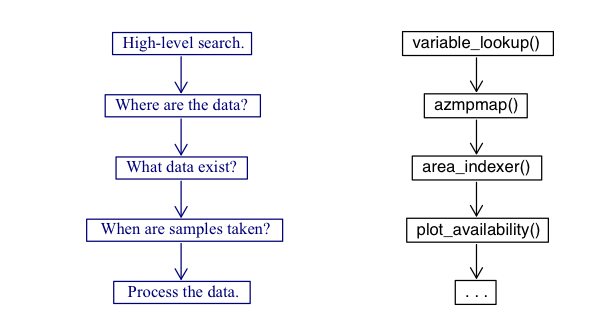 High-level search.
Where are the data?
What data exist?
When are samples taken?
Process the data.
variable_lookup()
azmpmap()
area_indexer()
plot_availability()
. . .